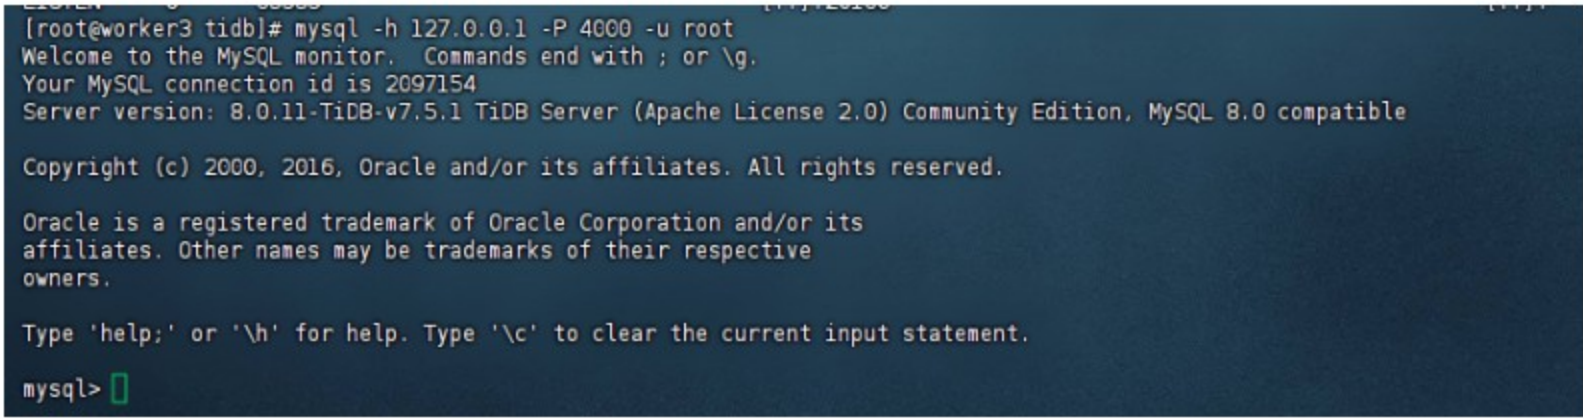 [root@worker3 tidb]# mysql -h 127.0.0.1 -P 4000 -u root
Welcome to the MySQL monitor.  Commands end with ; or \g.
Your MySQL connection id is 2097154
Server version: 8.0.11-TiDB-v7.5.1 TiDB Server (Apache License 2.0) Community Edition, MySQL 8.0 compatible
Copyright (c) 2000, 2016, Oracle and/or its affiliates. All rights reserved.
Oracle is a registered trademark of Oracle Corporation and/or its
affiliates. Other names may be trademarks of their respective
owners.
Type 'help;' or '\h' for help. Type '\c' to clear the current input statement.
mysql>